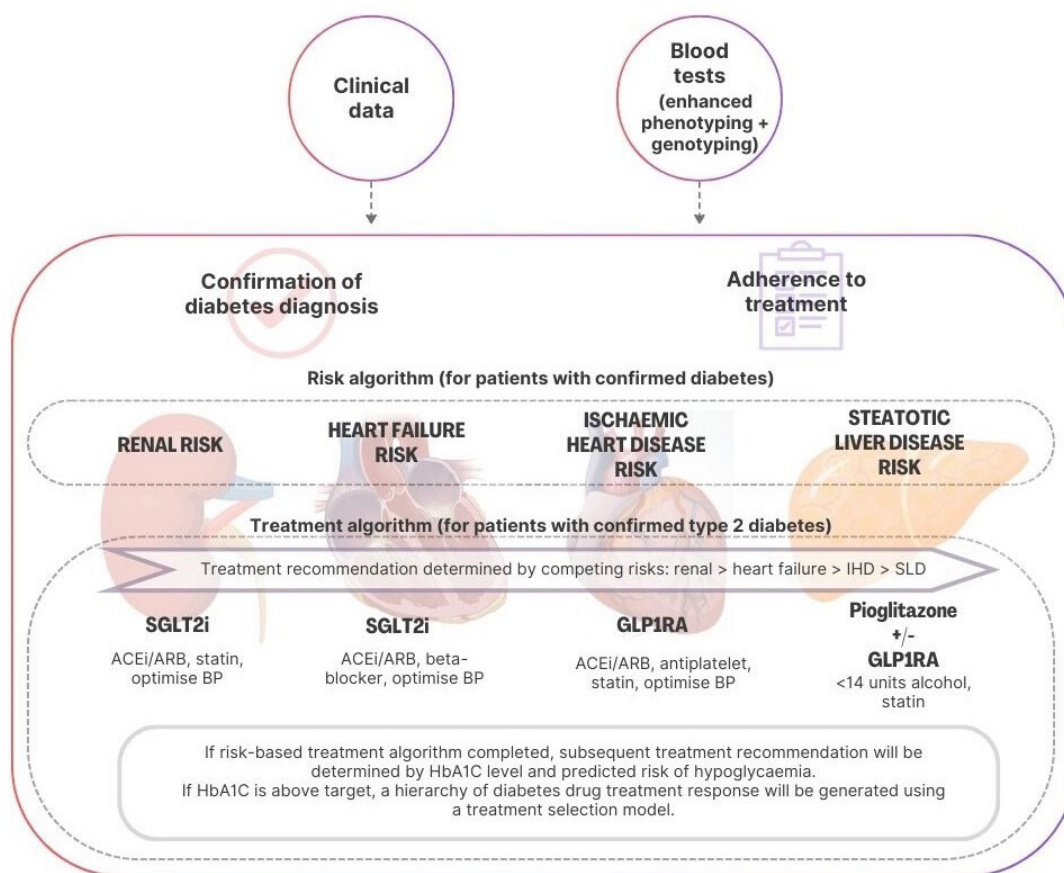 Clinical
data
Blood
tests
(enhanced
phenotyping +
genotyping)
Confirmation of
diabetes diagnosis
Adherence to
treatment
Risk algorithm (for patients with confirmed diabetes)
RENAL RISK
HEART FAILURE
RISK
ISCHAEMIC
HEART DISEASE
RISK
STEATOTIC
LIVER DISEASE
RISK
Treatment algorithm (for patients with confirmed type 2 diabetes)
Treatment recommendation determined by competing risks: renal > heart failure > IHD > SLD
SGLT2i
ACEi/ARB, statin,
optimise BP
SGLT2i
ACEi/ARB, beta-
blocker, optimise BP
GLP1RA
ACEi/ARB, antiplatelet,
statin, optimise BP
Pioglitazone
+/-
GLP1RA
<14 units alcohol,
statin
If risk-based treatment algorithm completed, subsequent treatment recommendation will be
determined by HbA1C level and predicted risk of hypoglycaemia.
If HbA1C is above target, a hierarchy of diabetes drug treatment response will be generated using
a treatment selection model.